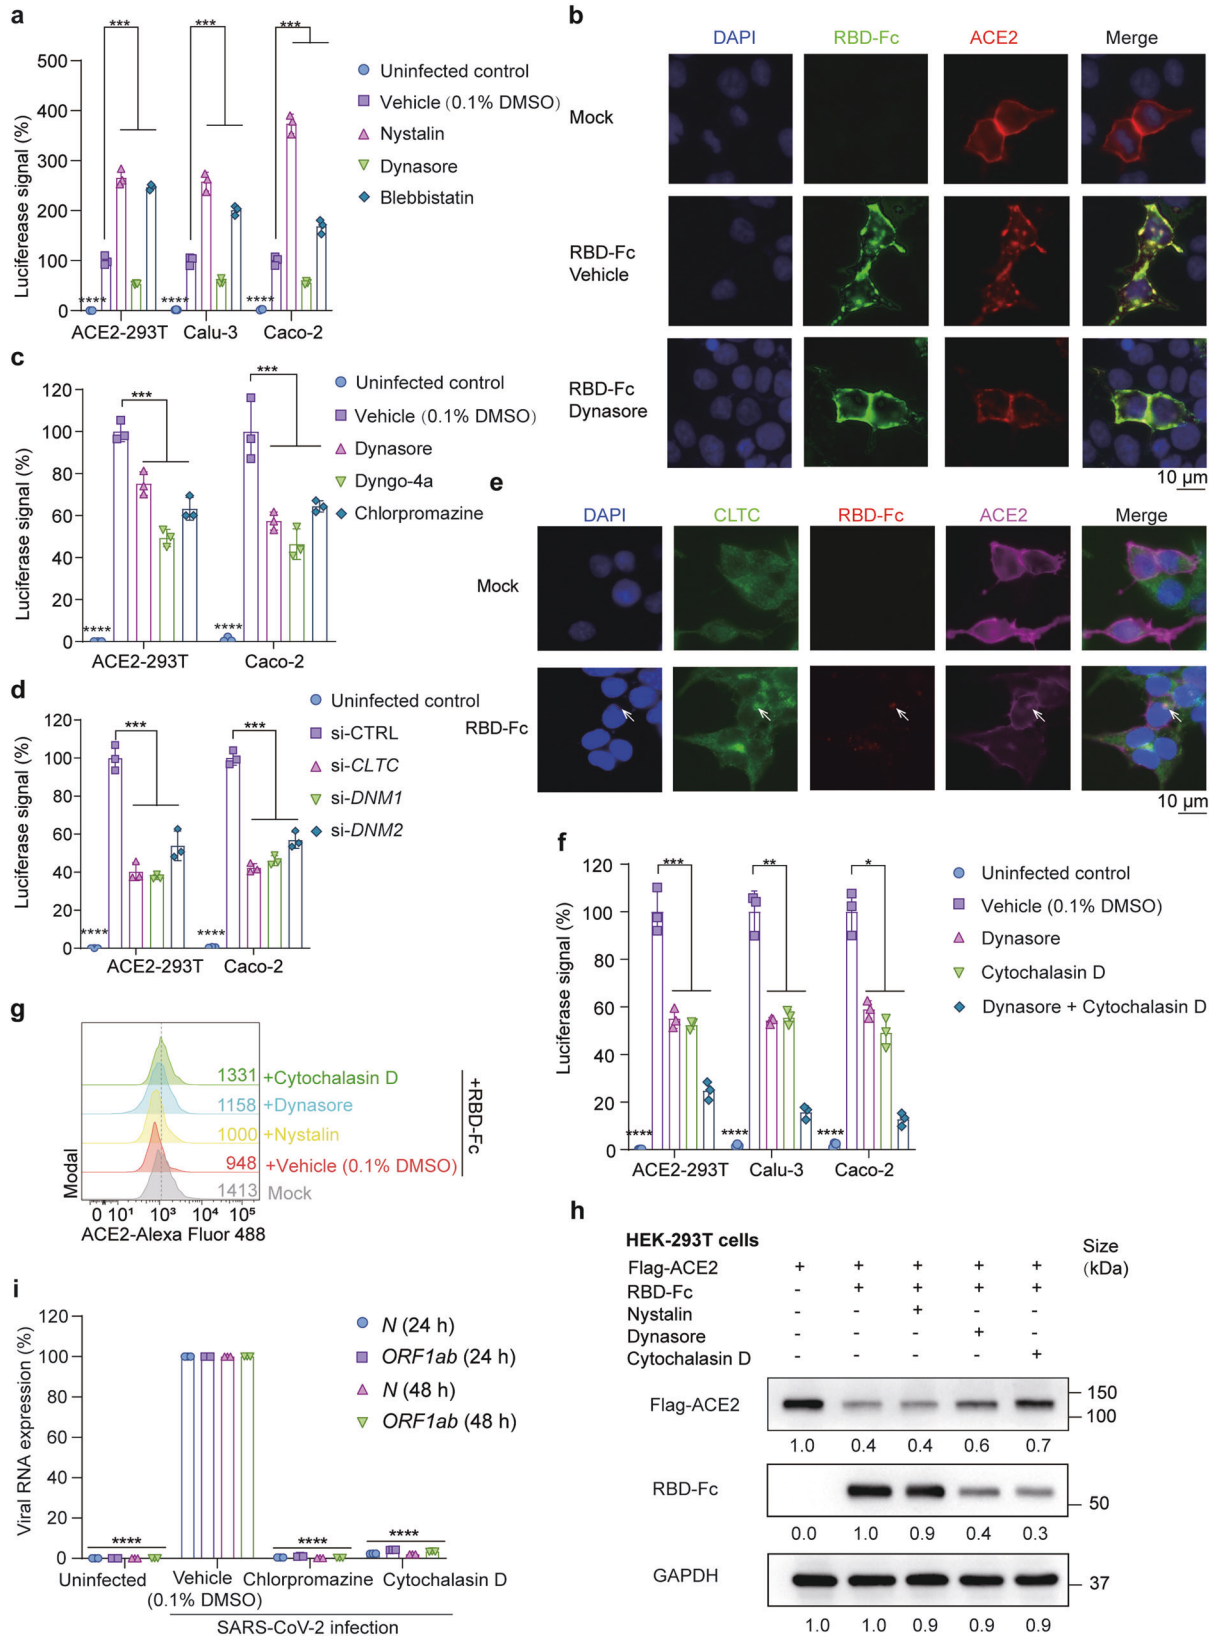 a
***
***
***
500
400
300
200
100
0
Luciferease signal (%)
****
****
****
ACE2-293T
Calu-3
Caco-2
Uninfected control
Vehicle (0.1% DMSO)
Nystalin
Dynasore
Blebbistatin
b
DAPI
RBD-Fc
ACE2
Merge
Mock
RBD-Fc
Vehicle
RBD-Fc
Dynasore
10 µm
c
***
***
120
100
80
60
40
20
0
Luciferase signal (%)
****
****
ACE2-293T
Caco-2
Uninfected control
Vehicle (0.1% DMSO)
Dynasore
Dyngo-4a
Chlorpromazine
d
***
***
120
100
80
60
40
20
0
Luciferase signal (%)
****
****
ACE2-293T
Caco-2
Uninfected control
si-CTRL
si-CLTC
si-DNM1
si-DNM2
e
DAPI
CLTC
RBD-Fc
ACE2
Merge
Mock
RBD-Fc
10 µm
f
***
**
*
120
100
80
60
40
20
0
Luciferase signal (%)
****
****
****
ACE2-293T
Calu-3
Caco-2
Uninfected control
Vehicle (0.1% DMSO)
Dynasore
Cytochalasin D
Dynasore + Cytochalasin D
g
1331 +Cytochalasin D
1158 +Dynasore
1000 +Nystalin
948 +Vehicle (0.1% DMSO)
1413 Mock
+RBD-Fc
Modal
0 10¹ 10³ 10⁴ 10⁵
ACE2-Alexa Fluor 488
h
HEK-293T cells
Size
(kDa)
Flag-ACE2 + + + + +
RBD-Fc - + + + +
Nystalin - - + - -
Dynasore - - - + -
Cytochalasin D - - - - +
Flag-ACE2
150
100
1.0 0.4 0.4 0.6 0.7
RBD-Fc
50
0.0 1.0 0.9 0.4 0.3
GAPDH
37
1.0 1.0 0.9 0.9 0.9
i
120
100
80
60
40
20
0
Viral RNA expression (%)
N (24 h)
ORF1ab (24 h)
N (48 h)
ORF1ab (48 h)
****
****
****
Uninfected
Vehicle
(0.1% DMSO)
Chlorpromazine
Cytochalasin D
SARS-CoV-2 infection